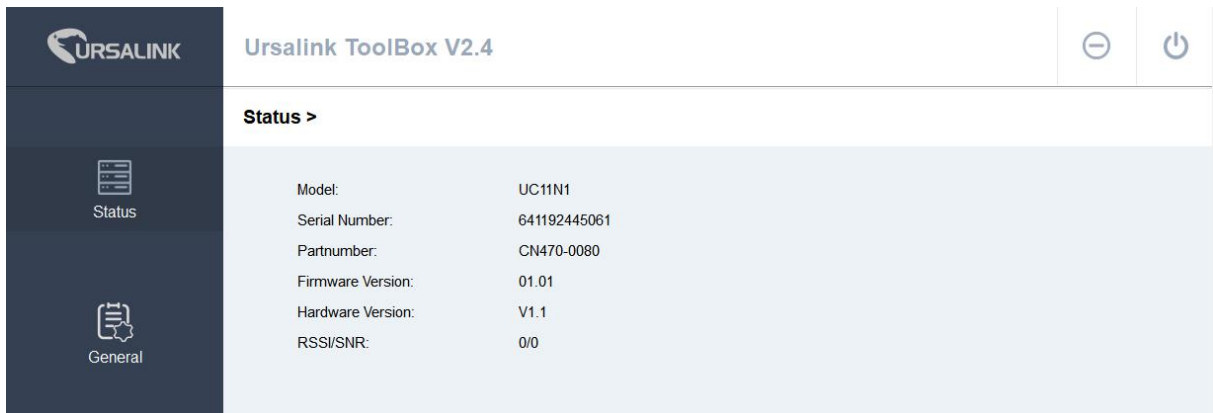 URSALINK
Ursalink ToolBox V2.4
Status >
Status
General
Model: UC11N1
Serial Number: 641192445061
Partnumber: CN470-0080
Firmware Version: 01.01
Hardware Version: V1.1
RSSI/SNR: 0/0